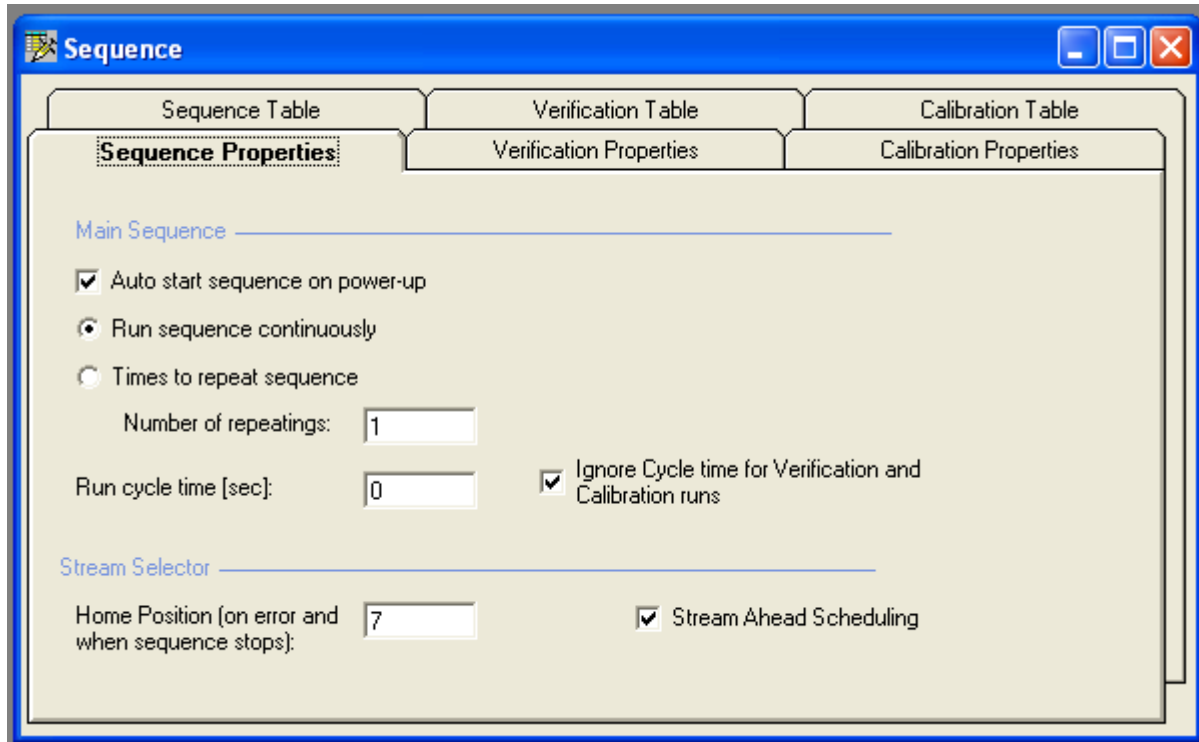 Sequence
Sequence Table
Verification Table
Calibration Table
Sequence Properties
Verification Properties
Calibration Properties
Main Sequence
Auto start sequence on power-up
Run sequence continuously
Times to repeat sequence
Number of repeatings:
1
Run cycle time [sec]:
0
Ignore Cycle time for Verification and
Calibration runs
Stream Selector
Home Position (on error and
when sequence stops):
7
Stream Ahead Scheduling